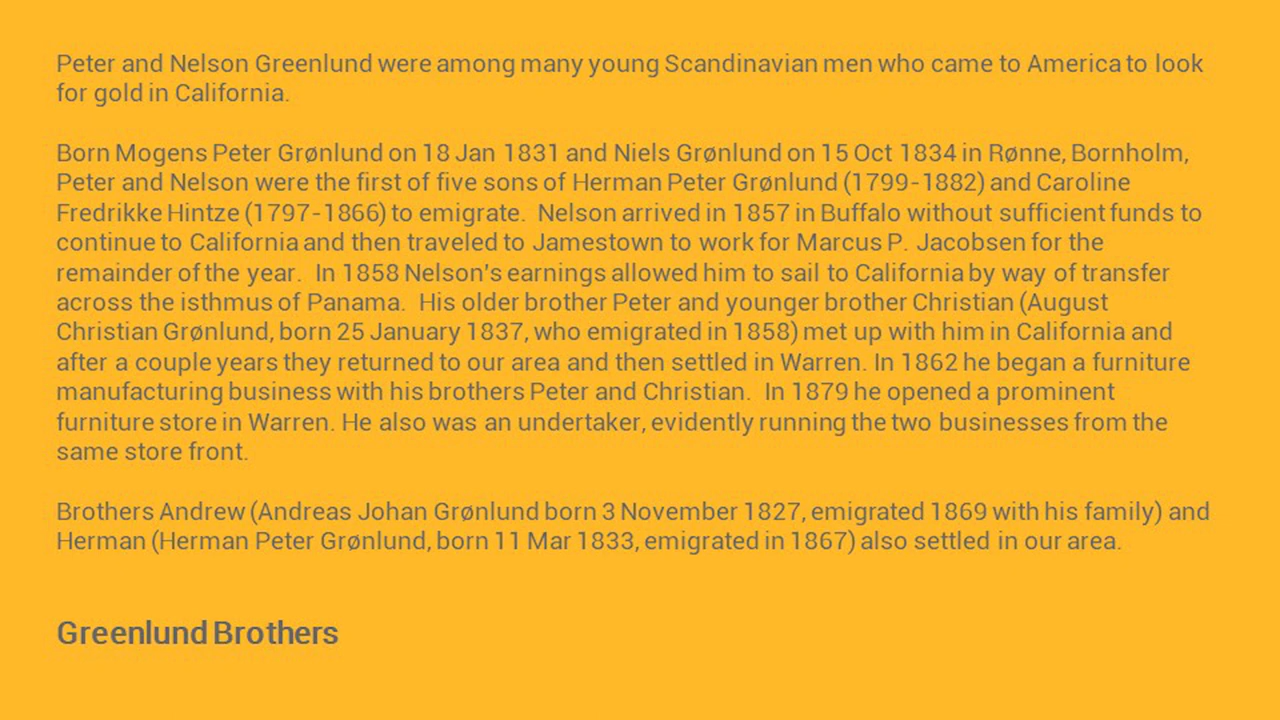 Peter and Nelson Greenlund were among many young Scandinavian men who came to America to look
for gold in California.
Born Mogens Peter Grønlund on 18 Jan 1831 and Niels Grønlund on 15 Oct 1834 in Rønne, Bornholm,
Peter and Nelson were the first of five sons of Herman Peter Grønlund (1799-1882) and Caroline
Fredrikke Hintze (1797-1866) to emigrate. Nelson arrived in 1857 in Buffalo without sufficient funds to
continue to California and then traveled to Jamestown to work for Marcus P. Jacobsen for the
remainder of the year. In 1858 Nelson's earnings allowed him to sail to California by way of transfer
across the isthmus of Panama. His older brother Peter and younger brother Christian (August
Christian Grønlund, born 25 January 1837, who emigrated in 1858) met up with him in California and
after a couple years they returned to our area and then settled in Warren. In 1862 he began a furniture
manufacturing business with his brothers Peter and Christian. In 1879 he opened a prominent
furniture store in Warren. He also was an undertaker, evidently running the two businesses from the
same store front.
Brothers Andrew (Andreas Johan Grønlund born 3 November 1827, emigrated 1869 with his family) and
Herman (Herman Peter Grønlund, born 11 Mar 1833, emigrated in 1867) also settled in our area.
Greenlund Brothers